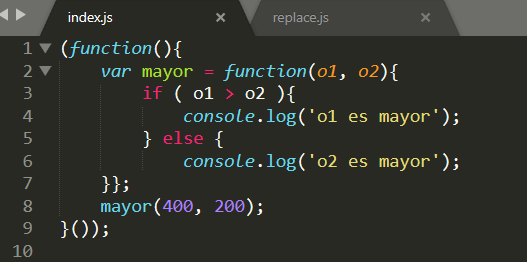 index.js × replace.js ×
1 (function(){
2 var mayor = function(o1, o2){
3 if ( o1 > o2 ){
4 console.log('o1 es mayor');
5 } else {
6 console.log('o2 es mayor');
7 }};
8 mayor(400, 200);
9 }());
10